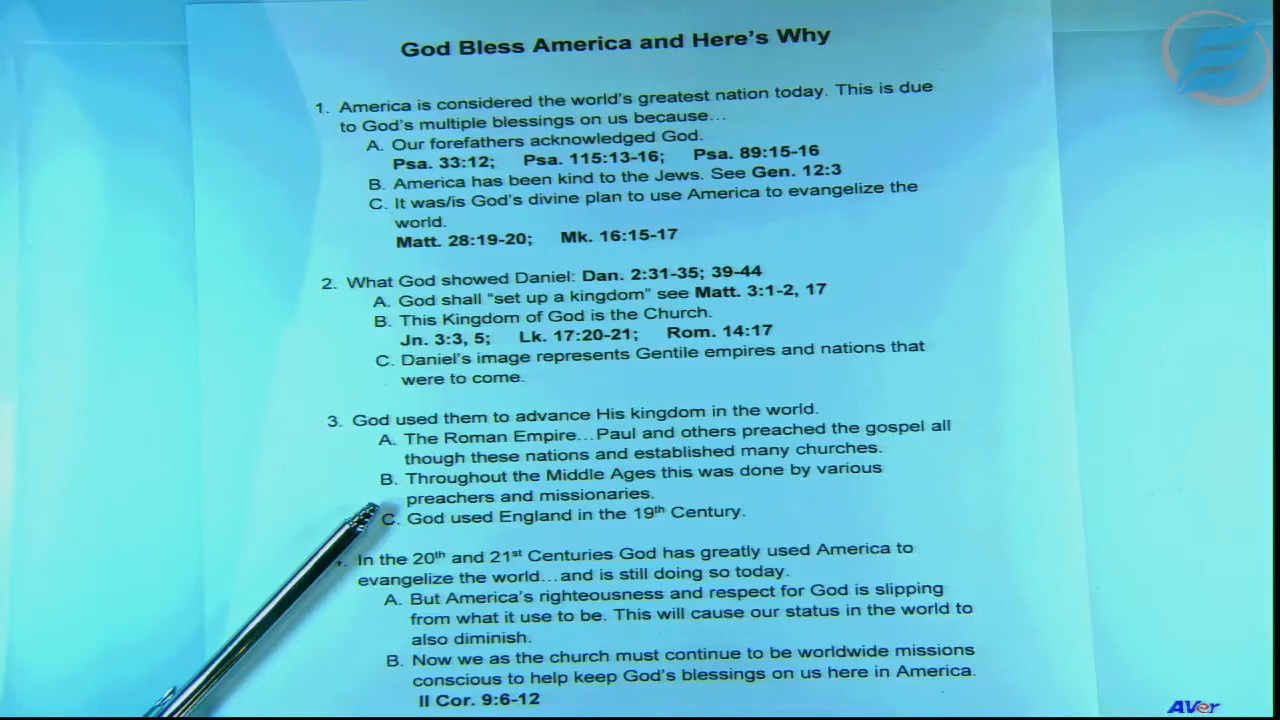 God Bless America and Here's Why
1. America is considered the world's greatest nation today. This is due
to God's multiple blessings on us because…
A. Our forefathers acknowledged God.
Psa. 33:12; Psa. 115:13-16; Psa. 89:15-16
B. America has been kind to the Jews. See Gen. 12:3
C. It was/is God's divine plan to use America to evangelize the
world.
Matt. 28:19-20; Mk. 16:15-17
2. What God showed Daniel: Dan. 2:31-35; 39-44
A. God shall "set up a kingdom" see Matt. 3:1-2, 17
B. This Kingdom of God is the Church.
Jn. 3:3, 5; Lk. 17:20-21; Rom. 14:17
C. Daniel's image represents Gentile empires and nations that
were to come.
3. God used them to advance His kingdom in the world.
A. The Roman Empire…Paul and others preached the gospel all
though these nations and established many churches.
B. Throughout the Middle Ages this was done by various
preachers and missionaries.
C. God used England in the 19th Century.
In the 20th and 21st Centuries God has greatly used America to
evangelize the world…and is still doing so today.
A. But America's righteousness and respect for God is slipping
from what it use to be. This will cause our status in the world to
also diminish.
B. Now we as the church must continue to be worldwide missions
conscious to help keep God's blessings on us here in America.
II Cor. 9:6-12
AVer